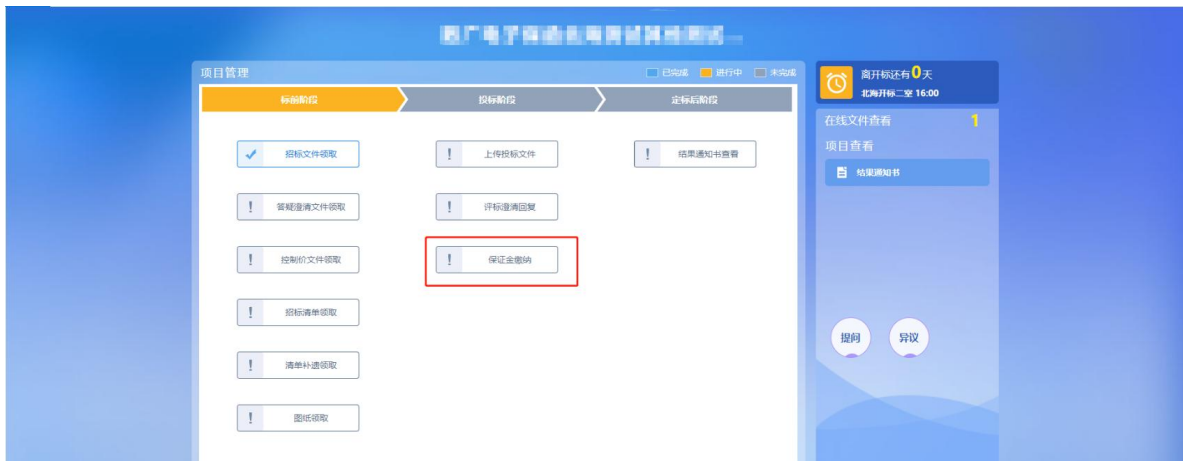 项目管理
已完成 进行中 未完成
标前阶段
投标阶段
定标后阶段
招标文件领取
上传投标文件
结果通知书查看
答疑澄清文件领取
评标澄清回复
控制价文件领取
保证金缴纳
招标清单领取
清单补遗领取
图纸领取
离开标还有0天
北海开标二室 16:00
在线文件查看 1
项目查看
结果通知书
提问
异议